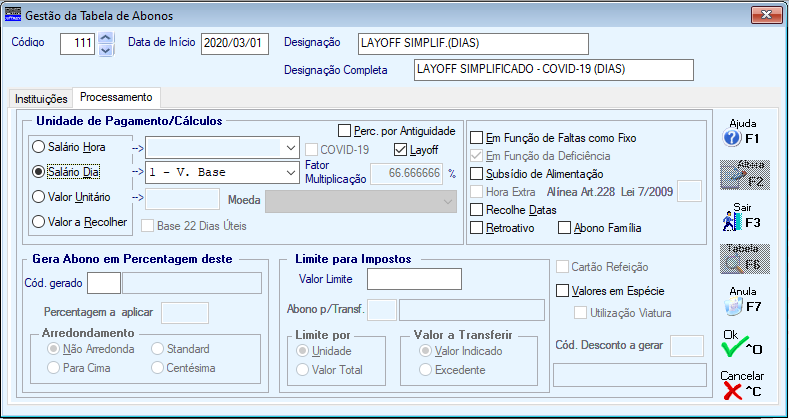 Gestão da Tabela de Abonos
Código 111 Data de Início 2020/03/01 Designação LAYOFF SIMPLIF.(DIAS)
Designação Completa LAYOFF SIMPLIFICADO - COVID-19 (DIAS)
Instituições Processamento
Unidade de Pagamento/Cálculos
Perc. por Antiguidade
Salário Hora -->
COVID-19 Layoff
Salário Dia --> 1 - V. Base
Fator Multiplicação 66.666666 %
Valor Unitário --> Moeda
Valor a Recolher
Base 22 Dias Úteis
Em Função de Faltas como Fixo
Em Função da Deficiência
Subsídio de Alimentação
Hora Extra Alínea Art.228 Lei 7/2009
Recolhe Datas
Retroativo Abono Família
Gera Abono em Percentagem deste
Cód. gerado
Percentagem a aplicar
Arredondamento
Não Arredonda Standard
Para Cima Centésima
Limite para Impostos
Valor Limite
Abono p/Transf.
Limite por
Unidade
Valor Total
Valor a Transferir
Valor Indicado
Excedente
Cartão Refeição
Valores em Espécie
Utilização Viatura
Cód. Desconto a gerar
Ajuda
F1
Altera
F2
Sair
F3
Tabela
F6
Anula
F7
Ok
^O
Cancelar
^C